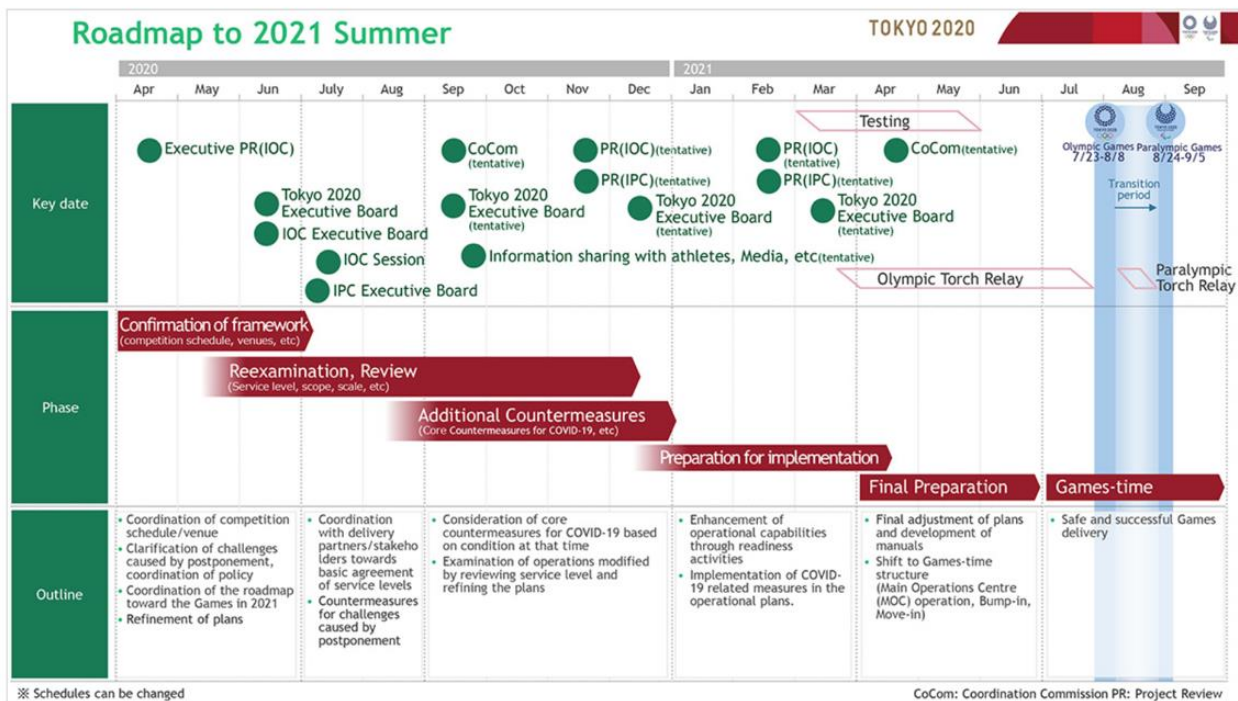 Roadmap to 2021 Summer
TOKYO 2020
2020
2021
Apr
May
Jun
July
Aug
Sep
Oct
Nov
Dec
Jan
Feb
Mar
Apr
May
Jun
Jul
Aug
Sep
Key date
Testing
Executive PR(IOC)
CoCom
(tentative)
PR(IOC)(tentative)
PR(IOC)
(tentative)
CoCom(tentative)
Olympic Games
7/23-8/8
Paralympic Games
8/24-9/5
PR(IPC)(tentative)
PR(IPC)(tentative)
Tokyo 2020
Executive Board
Tokyo 2020
Executive Board
(tentative)
Tokyo 2020
Executive Board
(tentative)
Tokyo 2020
Executive Board
(tentative)
Transition
period
IOC Executive Board
IOC Session
Information sharing with athletes, Media, etc(tentative)
Olympic Torch Relay
Paralympic
Torch Relay
IPC Executive Board
Phase
Confirmation of framework
(competition schedule, venues, etc)
Reexamination, Review
(Service level, scope, scale, etc)
Additional Countermeasures
(Core Countermeasures for COVID-19, etc)
Preparation for implementation
Final Preparation
Games-time
Outline
• Coordination of competition
schedule/venue
• Clarification of challenges
caused by postponement,
coordination of policy
• Coordination of the roadmap
toward the Games in 2021
• Refinement of plans
• Coordination
with delivery
partners/stakeho
lders towards
basic agreement
of service levels
• Countermeasures
for challenges
caused by
postponement
• Consideration of core
countermeasures for COVID-19 based
on condition at that time
• Examination of operations modified
by reviewing service level and
refining the plans
• Enhancement of
operational capabilities
through readiness
activities
• Implementation of COVID-
19 related measures in the
operational plans.
• Final adjustment of plans
and development of
manuals
• Shift to Games-time
structure
(Main Operations Centre
(MOC) operation, Bump-in,
Move-in)
• Safe and successful Games
delivery
※ Schedules can be changed
CoCom: Coordination Commission PR: Project Review